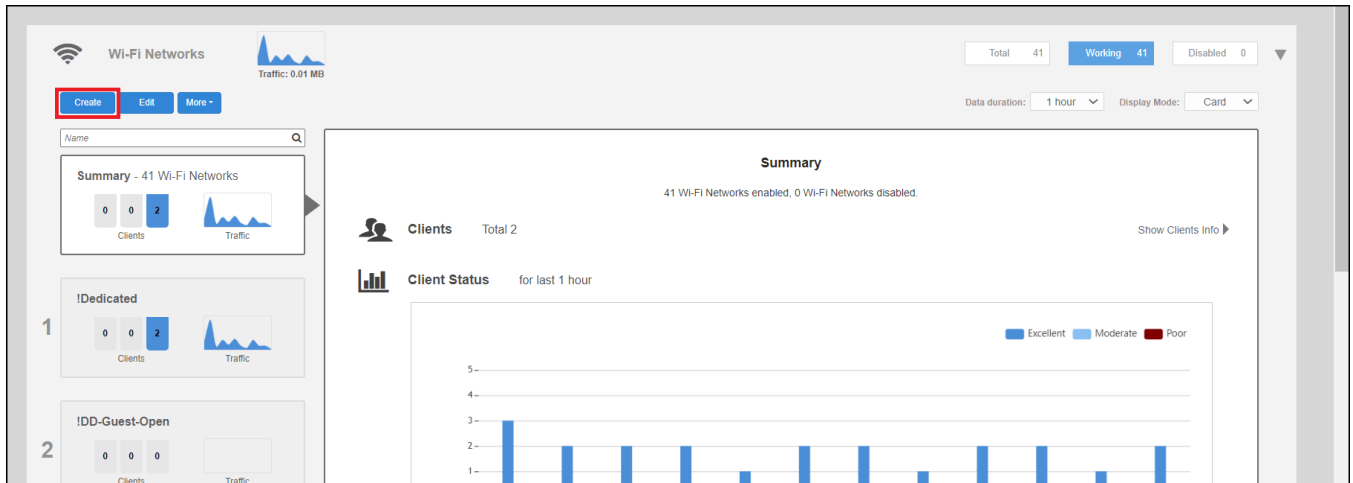 Wi-Fi Networks
Traffic: 0.01 MB
Total 41
Working 41
Disabled 0
Create
Edit
More
Data duration: 1 hour
Display Mode: Card
Name
Summary - 41 Wi-Fi Networks
0 0 2
Clients
Traffic
Summary
41 Wi-Fi Networks enabled, 0 Wi-Fi Networks disabled.
Clients Total 2
Show Clients Info
Client Status for last 1 hour
1
!Dedicated
0 0 2
Clients
Traffic
2
!DD-Guest-Open
0 0 0
Clients
Traffic
Excellent Moderate Poor
5
4
3
2
1